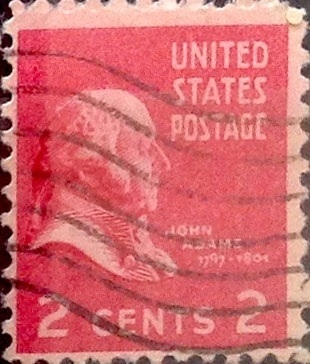 UNITED
STATES
POSTAGE
JOHN
ADAMS
1797-1801
2 CENTS 2